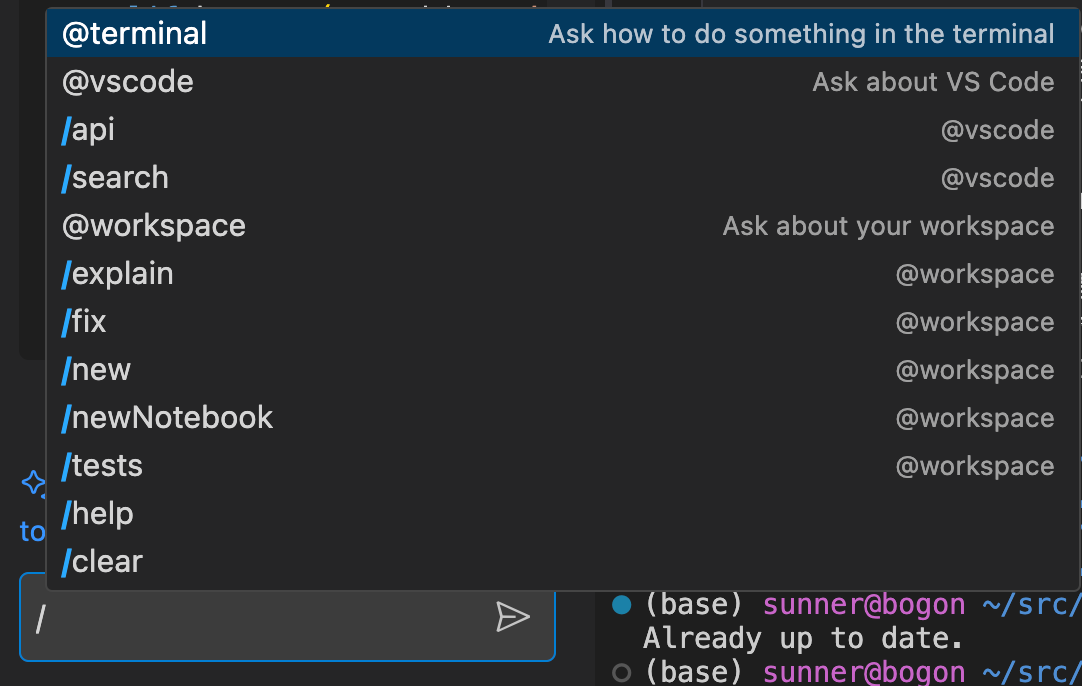 @terminal Ask how to do something in the terminal
@vscode Ask about VS Code
/api @vscode
/search @vscode
@workspace Ask about your workspace
/explain @workspace
/fix @workspace
/new @workspace
/newNotebook @workspace
/tests @workspace
/help
/clear
to
/
(base) sunner@bogon ~/src/
Already up to date.
(base) sunner@bogon ~/src/